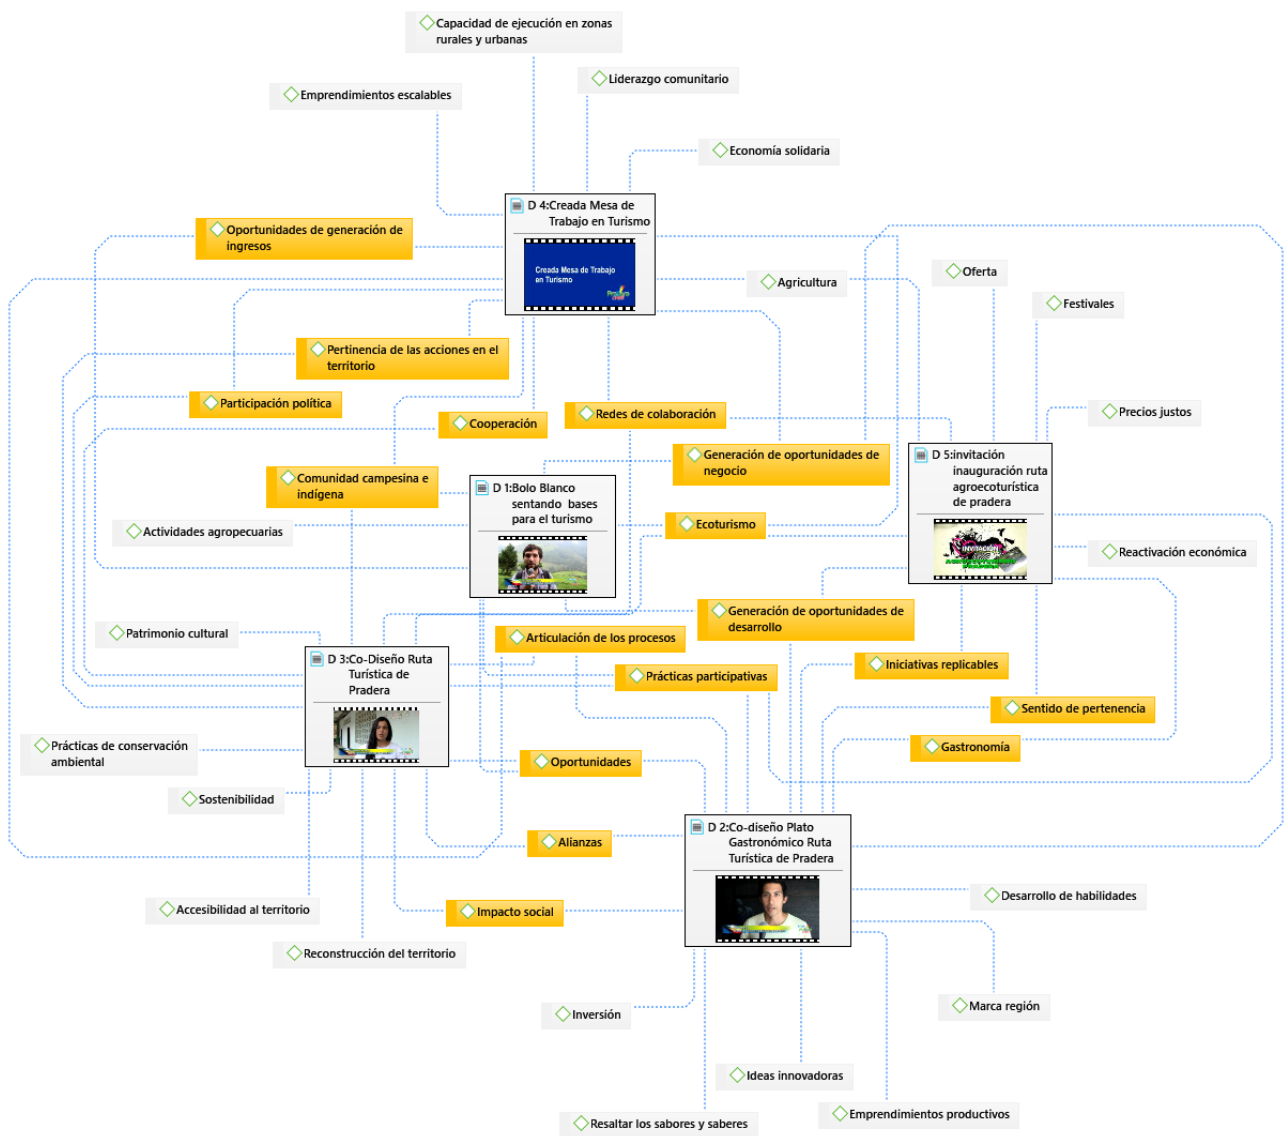 Capacidad de ejecución en zonas
rurales y urbanas
Liderazgo comunitario
Emprendimientos escalables
Economía solidaria
D 4:Creada Mesa de
Trabajo en Turismo
Creada Mesa de Trabajo
en Turismo
Oportunidades de generación de
ingresos
Agricultura
Oferta
Festivales
Pertinencia de las acciones en el
territorio
Participación política
Cooperación
Redes de colaboración
Precios justos
Generación de oportunidades de
negocio
D 5:invitación
inauguración ruta
agroecoturística
de pradera
INVITACION
Comunidad campesina e
indígena
D 1:Bolo Blanco
sentando bases
para el turismo
Actividades agropecuarias
Ecoturismo
Reactivación económica
Generación de oportunidades de
desarrollo
Patrimonio cultural
Articulación de los procesos
D 3:Co-Diseño Ruta
Turística de
Pradera
Iniciativas replicables
Prácticas participativas
Sentido de pertenencia
Prácticas de conservación
ambiental
Gastronomía
Oportunidades
Sostenibilidad
D 2:Co-diseño Plato
Gastronómico Ruta
Turística de Pradera
Alianzas
Accesibilidad al territorio
Impacto social
Desarrollo de habilidades
Reconstrucción del territorio
Marca región
Inversión
Ideas innovadoras
Emprendimientos productivos
Resaltar los sabores y saberes